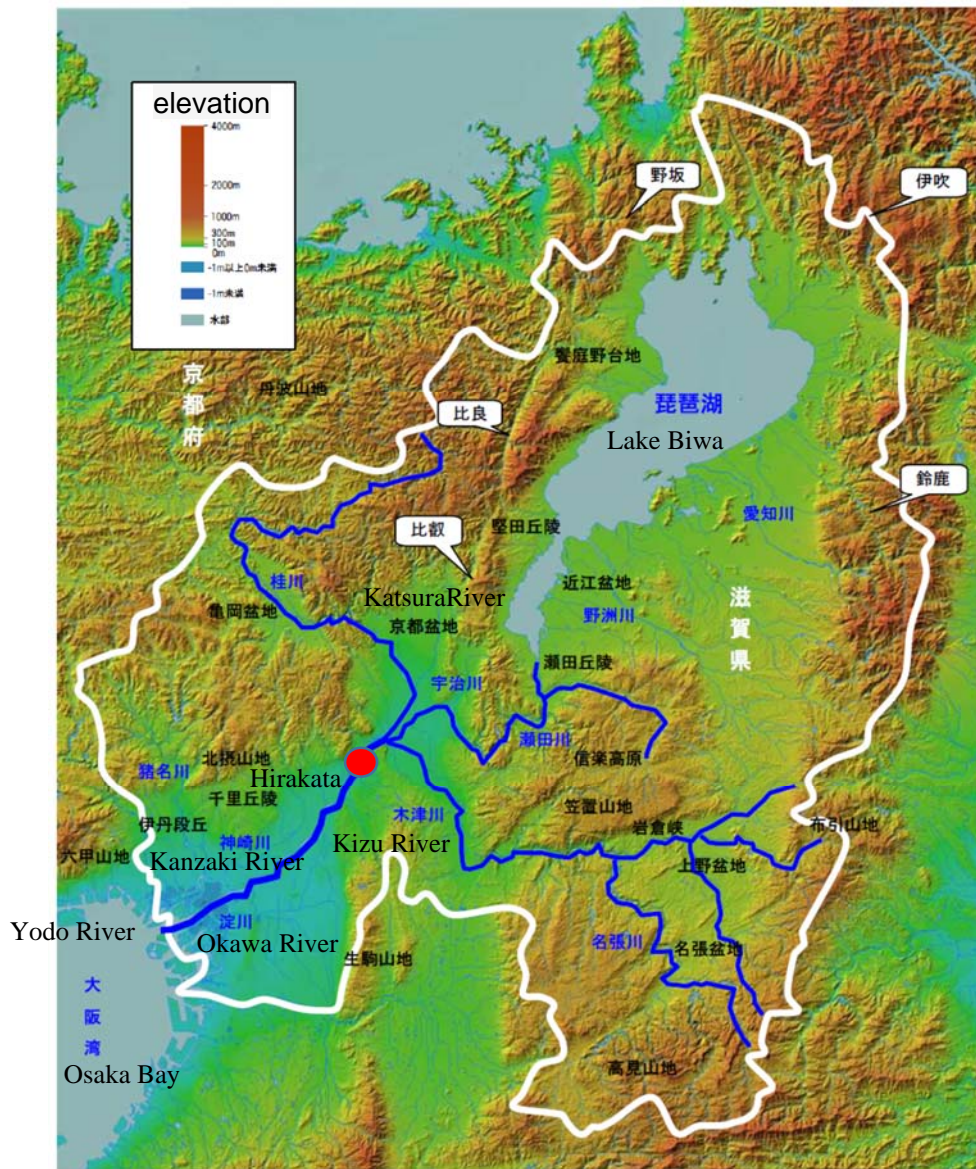 elevation
4000m
2000m
1000m
300m
100m
0m
-1m以上0m未満
-1m未満
水部
野坂
伊吹
京都府
丹波山地
饗庭野台地
比良
琵琶湖
Lake Biwa
鈴鹿
愛知川
比叡
堅田丘陵
桂川
KatsuraRiver
近江盆地
亀岡盆地
京都盆地
野洲川
滋賀県
瀬田丘陵
宇治川
瀬田川
信楽高原
北摂山地
猪名川
Hirakata
千里丘陵
笠置山地
伊丹段丘
木津川
岩倉峡
布引山地
神崎川
Kizu River
六甲山地
Kanzaki River
上野盆地
淀川
Yodo River
Okawa River
名張川
名張盆地
生駒山地
大阪湾
Osaka Bay
高見山地